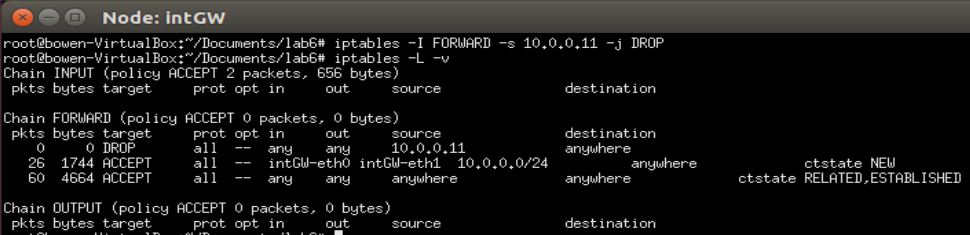 Node: intGW
root@bowen-VirtualBox:~/Documents/lab6# iptables -I FORWARD -s 10.0.0.11 -j DROP
root@bowen-VirtualBox:~/Documents/lab6# iptables -L -v
Chain INPUT (policy ACCEPT 2 packets, 656 bytes)
pkts bytes target prot opt in out source destination
Chain FORWARD (policy ACCEPT 0 packets, 0 bytes)
pkts bytes target prot opt in out source destination
0 0 DROP all -- any any 10.0.0.11 anywhere
26 1744 ACCEPT all -- intGW-eth0 intGW-eth1 10.0.0.0/24 anywhere ctstate NEW
60 4664 ACCEPT all -- any any anywhere anywhere ctstate RELATED,ESTABLISHED
Chain OUTPUT (policy ACCEPT 0 packets, 0 bytes)
pkts bytes target prot opt in out source destination